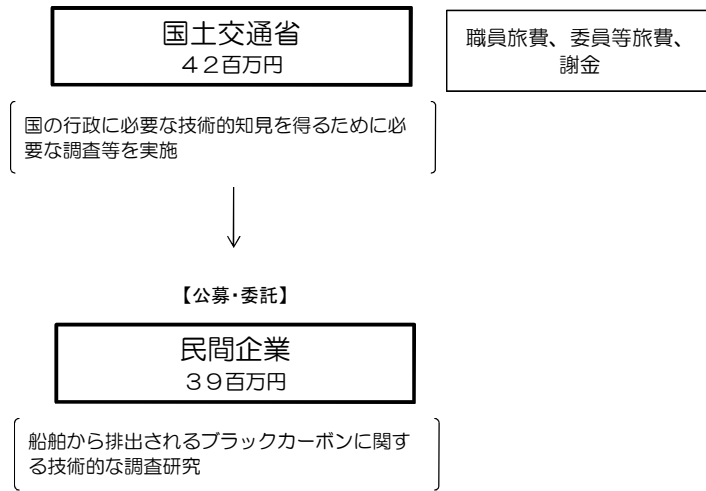 国土交通省
４２百万円
職員旅費、委員等旅費、
謝金
国の行政に必要な技術的知見を得るために必
要な調査等を実施
【公募・委託】
民間企業
３９百万円
船舶から排出されるブラックカーボンに関す
る技術的な調査研究